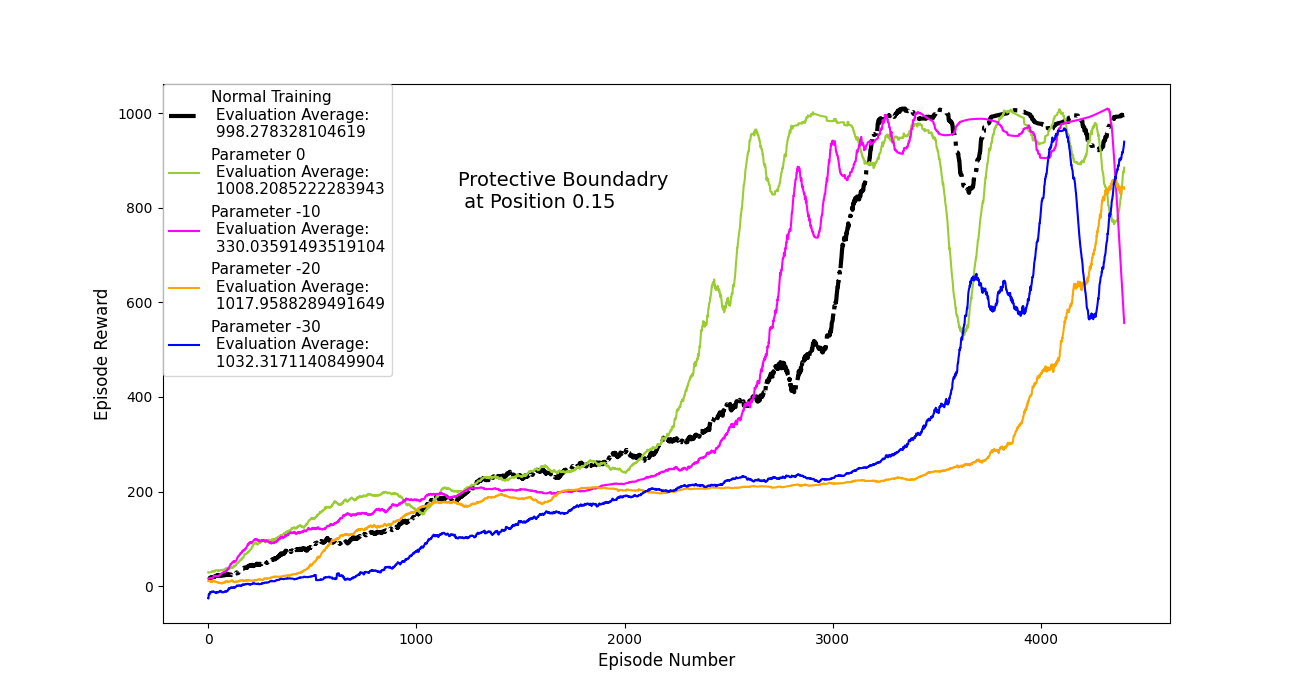 Normal Training
Evaluation Average:
998.278328104619
Parameter 0
Evaluation Average:
1008.2085222283943
Parameter -10
Evaluation Average:
330.03591493519104
Parameter -20
Evaluation Average:
1017.9588289491649
Parameter -30
Evaluation Average:
1032.3171140849904
Protective Boundadry
at Position 0.15
Episode Reward
1000
800
600
400
200
0
0
1000
2000
3000
4000
Episode Number